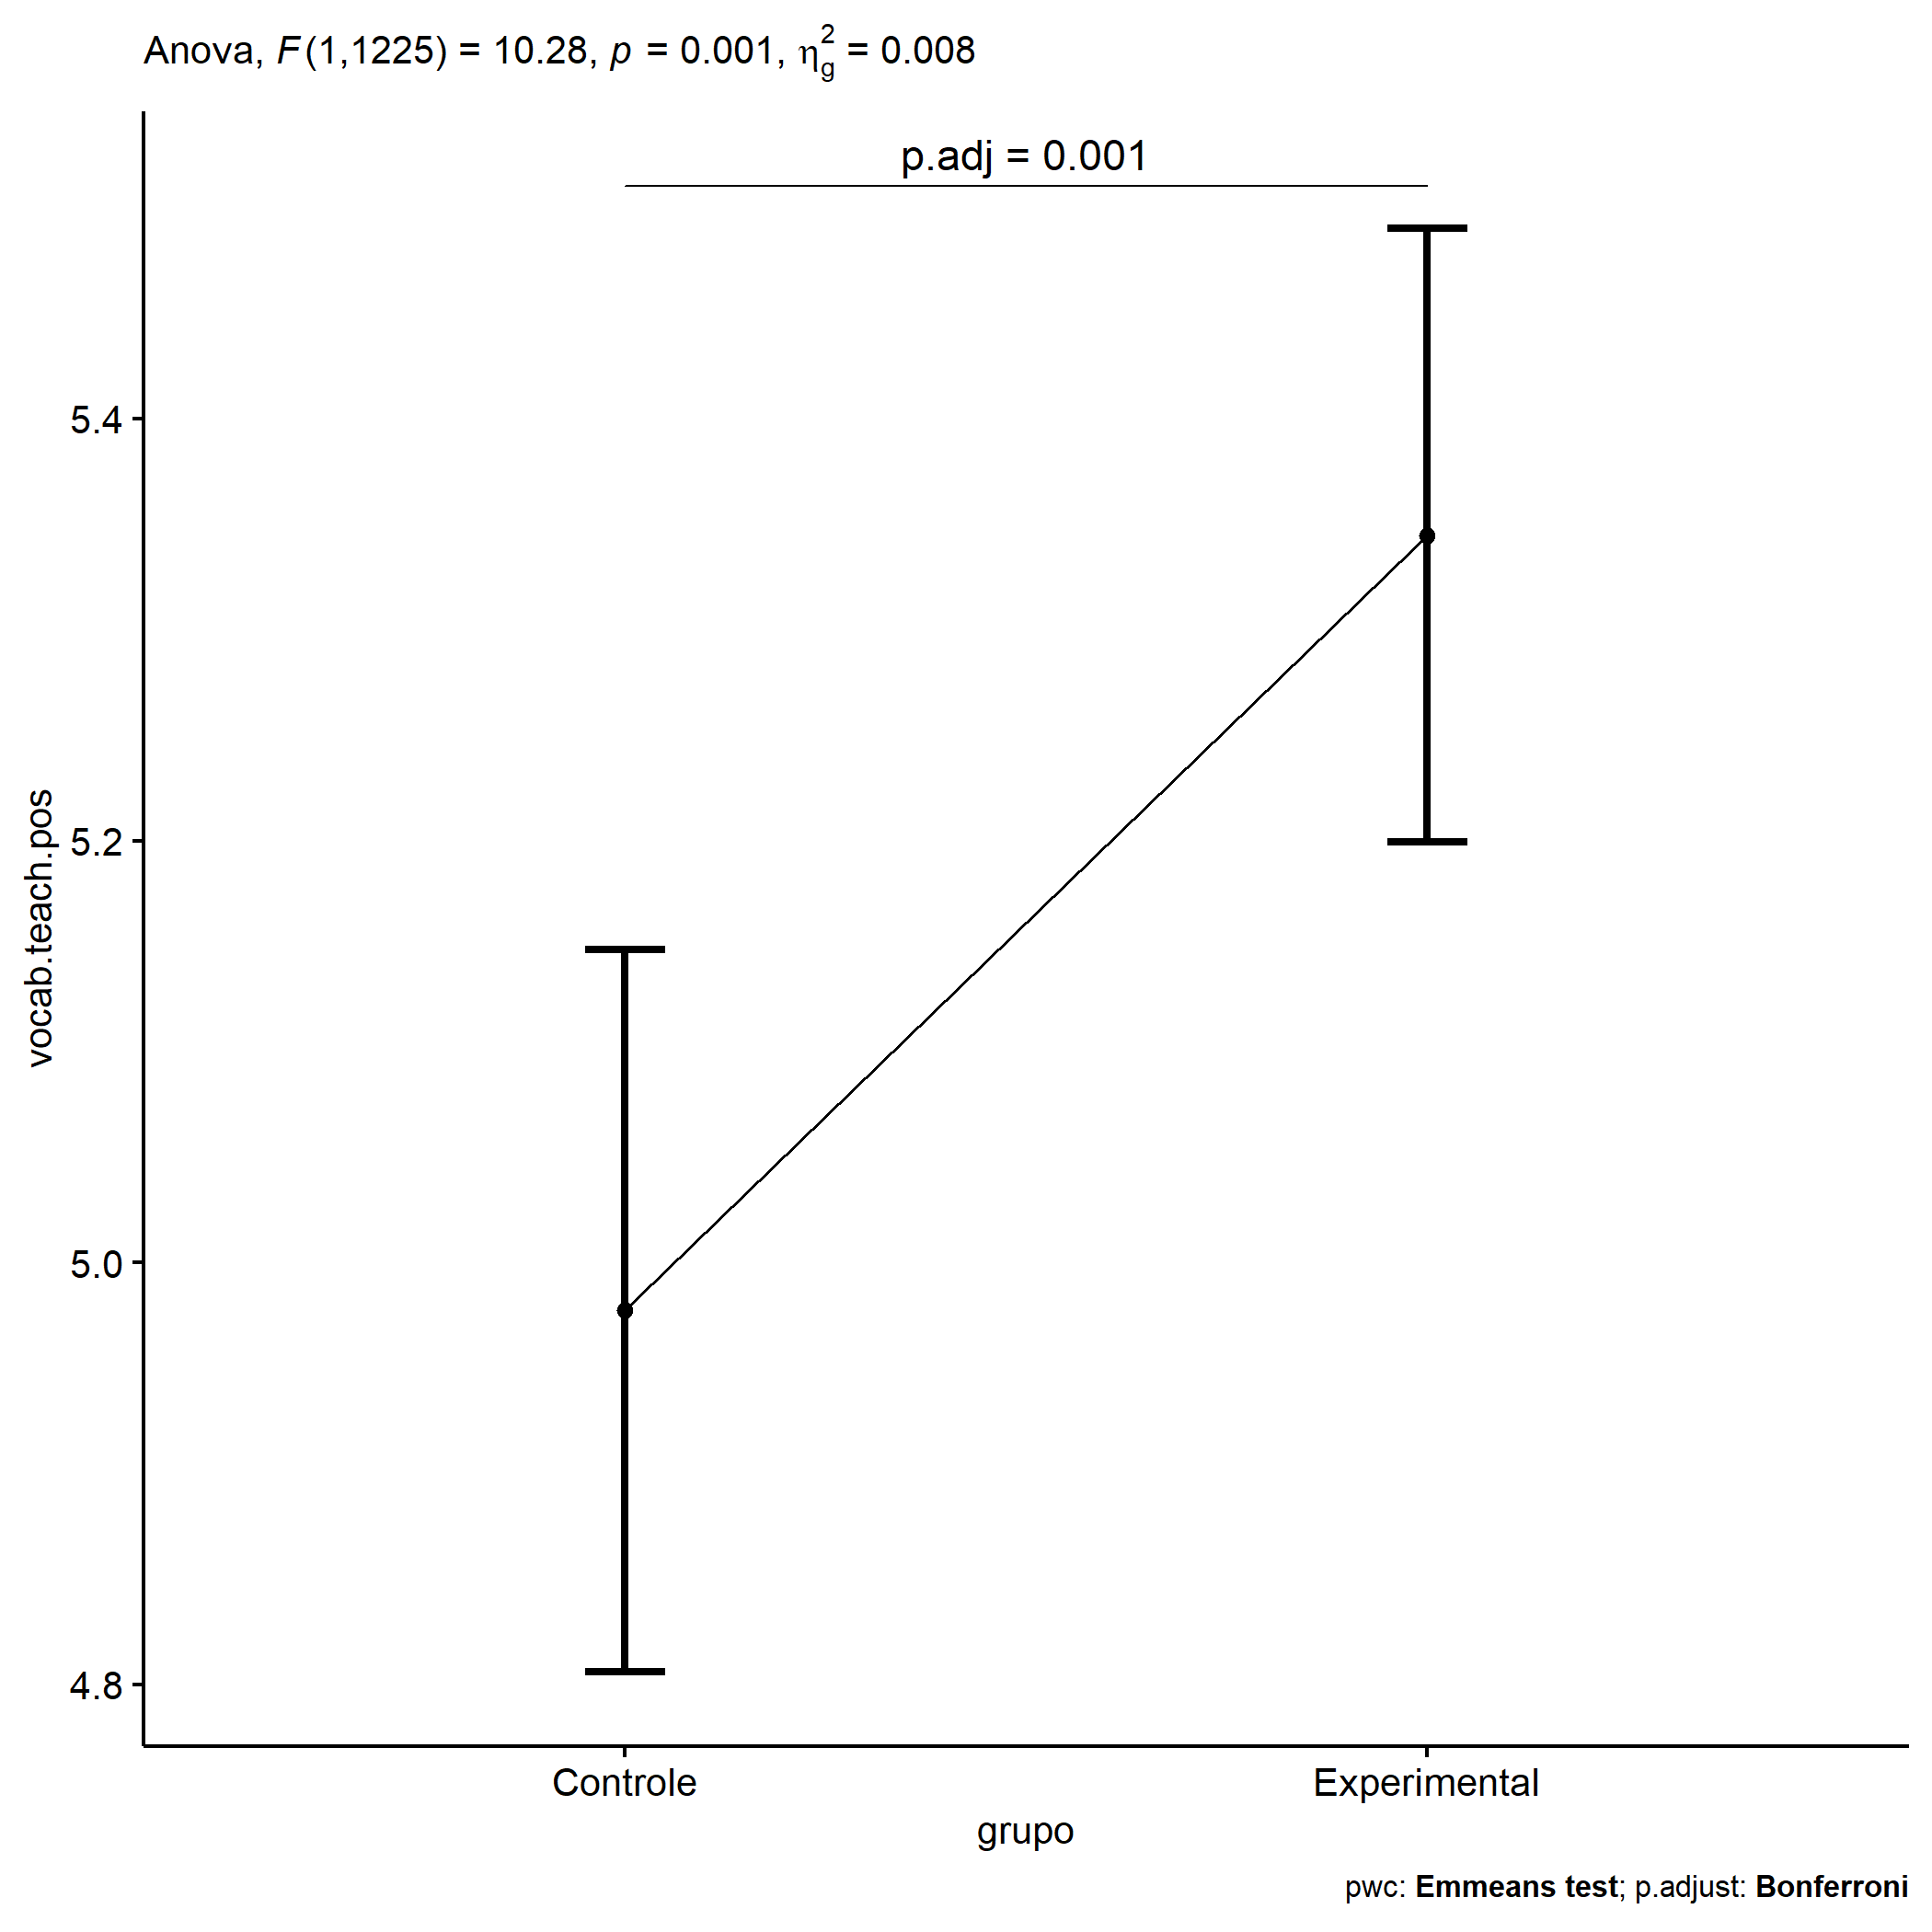 Anova, F(1,1225) = 10.28, p = 0.001, η²g = 0.008
p.adj = 0.001
5.4
5.2
5.0
4.8
vocab.teach.pos
Controle Experimental
grupo
pwc: Emmeans test; p.adjust: Bonferroni